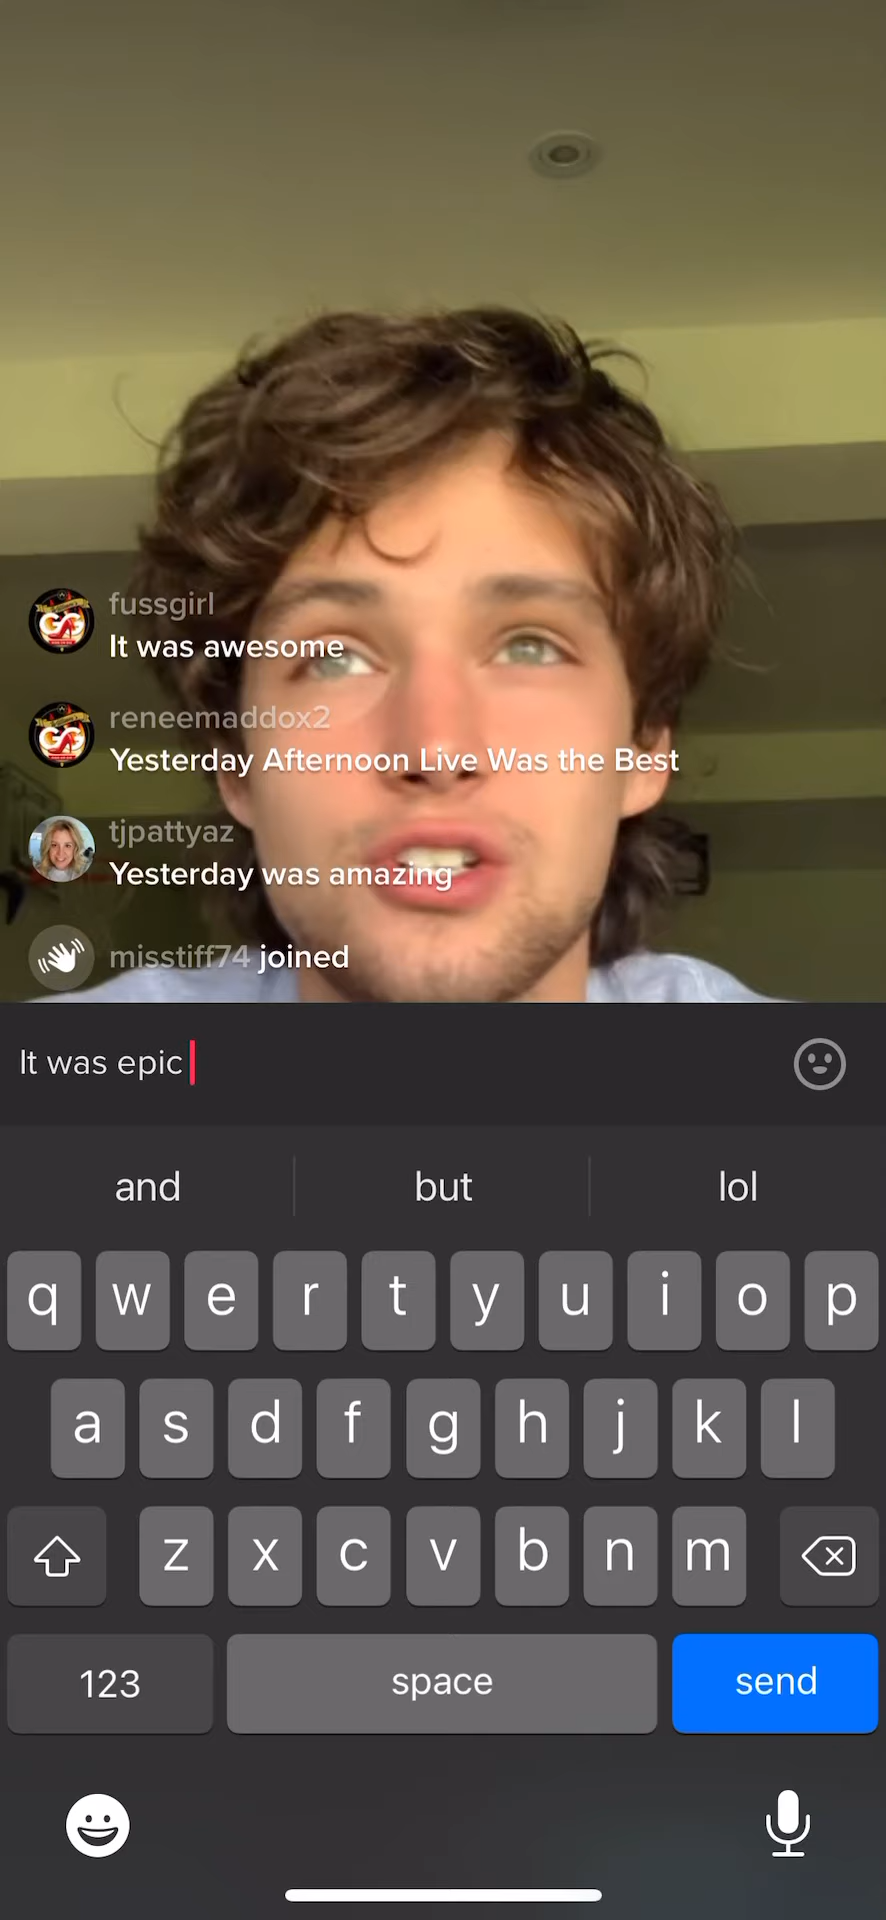 fussgirl
It was awesome
reneemaddox2
Yesterday Afternoon Live Was the Best
tjpattyaz
Yesterday was amazing
misstiff74 joined
It was epic
and but lol
q w e r t y u i o p
a s d f g h j k l
z x c v b n m
123 space send